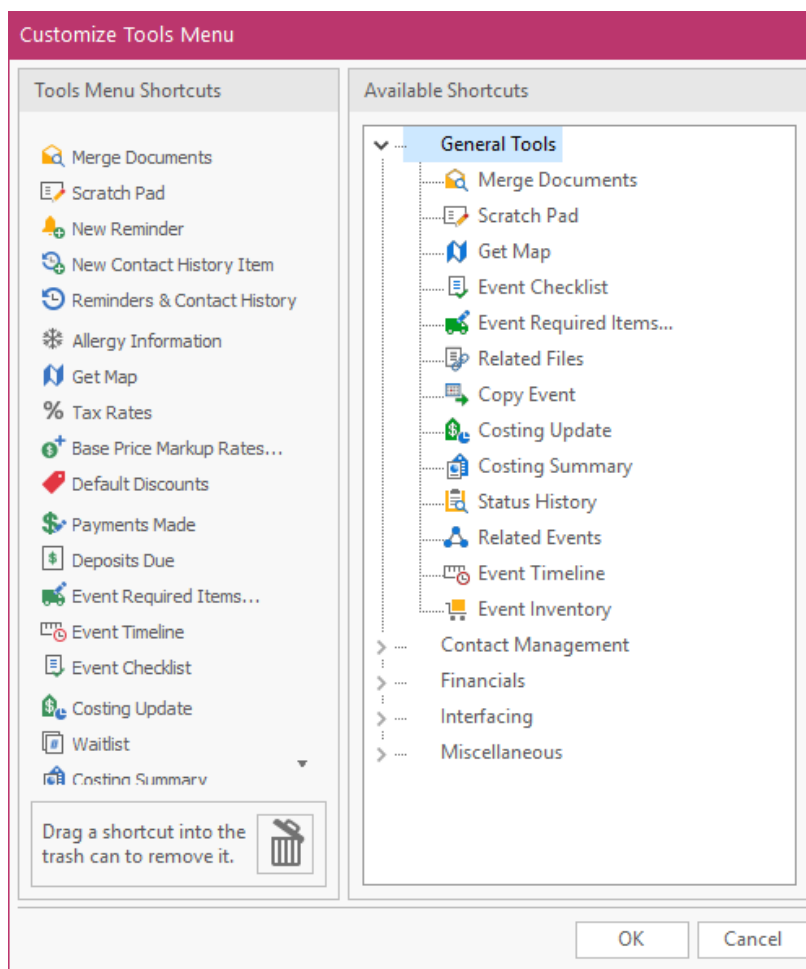 Customize Tools Menu
Tools Menu Shortcuts
Merge Documents
Scratch Pad
New Reminder
New Contact History Item
Reminders & Contact History
Allergy Information
Get Map
% Tax Rates
Base Price Markup Rates...
Default Discounts
Payments Made
Deposits Due
Event Required Items...
Event Timeline
Event Checklist
Costing Update
Waitlist
Costing Summary
Drag a shortcut into the
trash can to remove it.
Available Shortcuts
General Tools
Merge Documents
Scratch Pad
Get Map
Event Checklist
Event Required Items...
Related Files
Copy Event
Costing Update
Costing Summary
Status History
Related Events
Event Timeline
Event Inventory
Contact Management
Financials
Interfacing
Miscellaneous
OK
Cancel